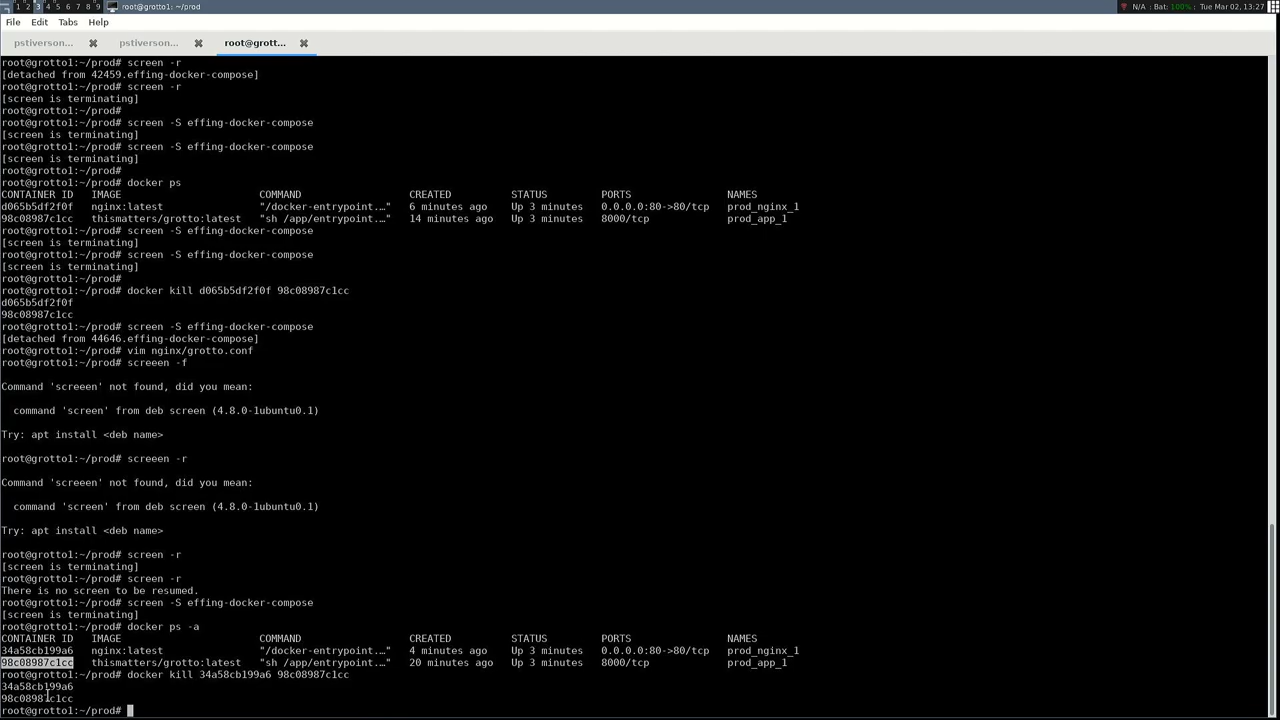 1 2 3 4 5 6 7 8 9 root@grotto1: ~/prod N/A | Bat: 100% | Tue Mar 02, 13:27
File Edit Tabs Help
pstiverson... pstiverson... root@grott...
root@grotto1:~/prod# screen -r
[detached from 42459.effing-docker-compose]
root@grotto1:~/prod# screen -r
[screen is terminating]
root@grotto1:~/prod#
root@grotto1:~/prod# screen -S effing-docker-compose
[screen is terminating]
root@grotto1:~/prod# screen -S effing-docker-compose
[screen is terminating]
root@grotto1:~/prod#
root@grotto1:~/prod# docker ps
CONTAINER ID IMAGE COMMAND CREATED STATUS PORTS NAMES
d065b5df2f0f nginx:latest "/docker-entrypoint.…" 6 minutes ago Up 3 minutes 0.0.0.0:80->80/tcp prod_nginx_1
98c08987c1cc thismatters/grotto:latest "sh /app/entrypoint.…" 14 minutes ago Up 3 minutes 8000/tcp prod_app_1
root@grotto1:~/prod# screen -S effing-docker-compose
[screen is terminating]
root@grotto1:~/prod# screen -S effing-docker-compose
[screen is terminating]
root@grotto1:~/prod#
root@grotto1:~/prod# docker kill d065b5df2f0f 98c08987c1cc
d065b5df2f0f
98c08987c1cc
root@grotto1:~/prod# screen -S effing-docker-compose
[detached from 44646.effing-docker-compose]
root@grotto1:~/prod# vim nginx/grotto.conf
root@grotto1:~/prod# screeen -f
Command 'screeen' not found, did you mean:
command 'screen' from deb screen (4.8.0-1ubuntu0.1)
Try: apt install <deb name>
root@grotto1:~/prod# screeen -r
Command 'screeen' not found, did you mean:
command 'screen' from deb screen (4.8.0-1ubuntu0.1)
Try: apt install <deb name>
root@grotto1:~/prod# screen -r
[screen is terminating]
root@grotto1:~/prod# screen -r
There is no screen to be resumed.
root@grotto1:~/prod# screen -S effing-docker-compose
[screen is terminating]
root@grotto1:~/prod# docker ps -a
CONTAINER ID IMAGE COMMAND CREATED STATUS PORTS NAMES
34a58cb199a6 nginx:latest "/docker-entrypoint.…" 4 minutes ago Up 3 minutes 0.0.0.0:80->80/tcp prod_nginx_1
98c08987c1cc thismatters/grotto:latest "sh /app/entrypoint.…" 20 minutes ago Up 3 minutes 8000/tcp prod_app_1
root@grotto1:~/prod# docker kill 34a58cb199a6 98c08987c1cc
34a58cb199a6
98c08987c1cc
root@grotto1:~/prod#